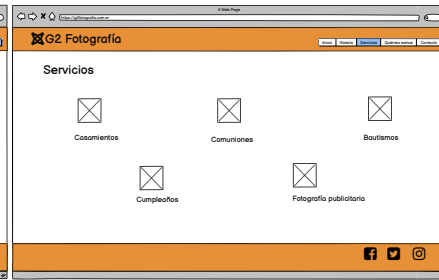 A Web Page
https://g2fotografia.com.ar
G2 Fotografía
Inicio Galería Servicios Quiénes somos Contacto
Servicios
Casamientos
Comuniones
Bautismos
Cumpleaños
Fotografía publicitaria